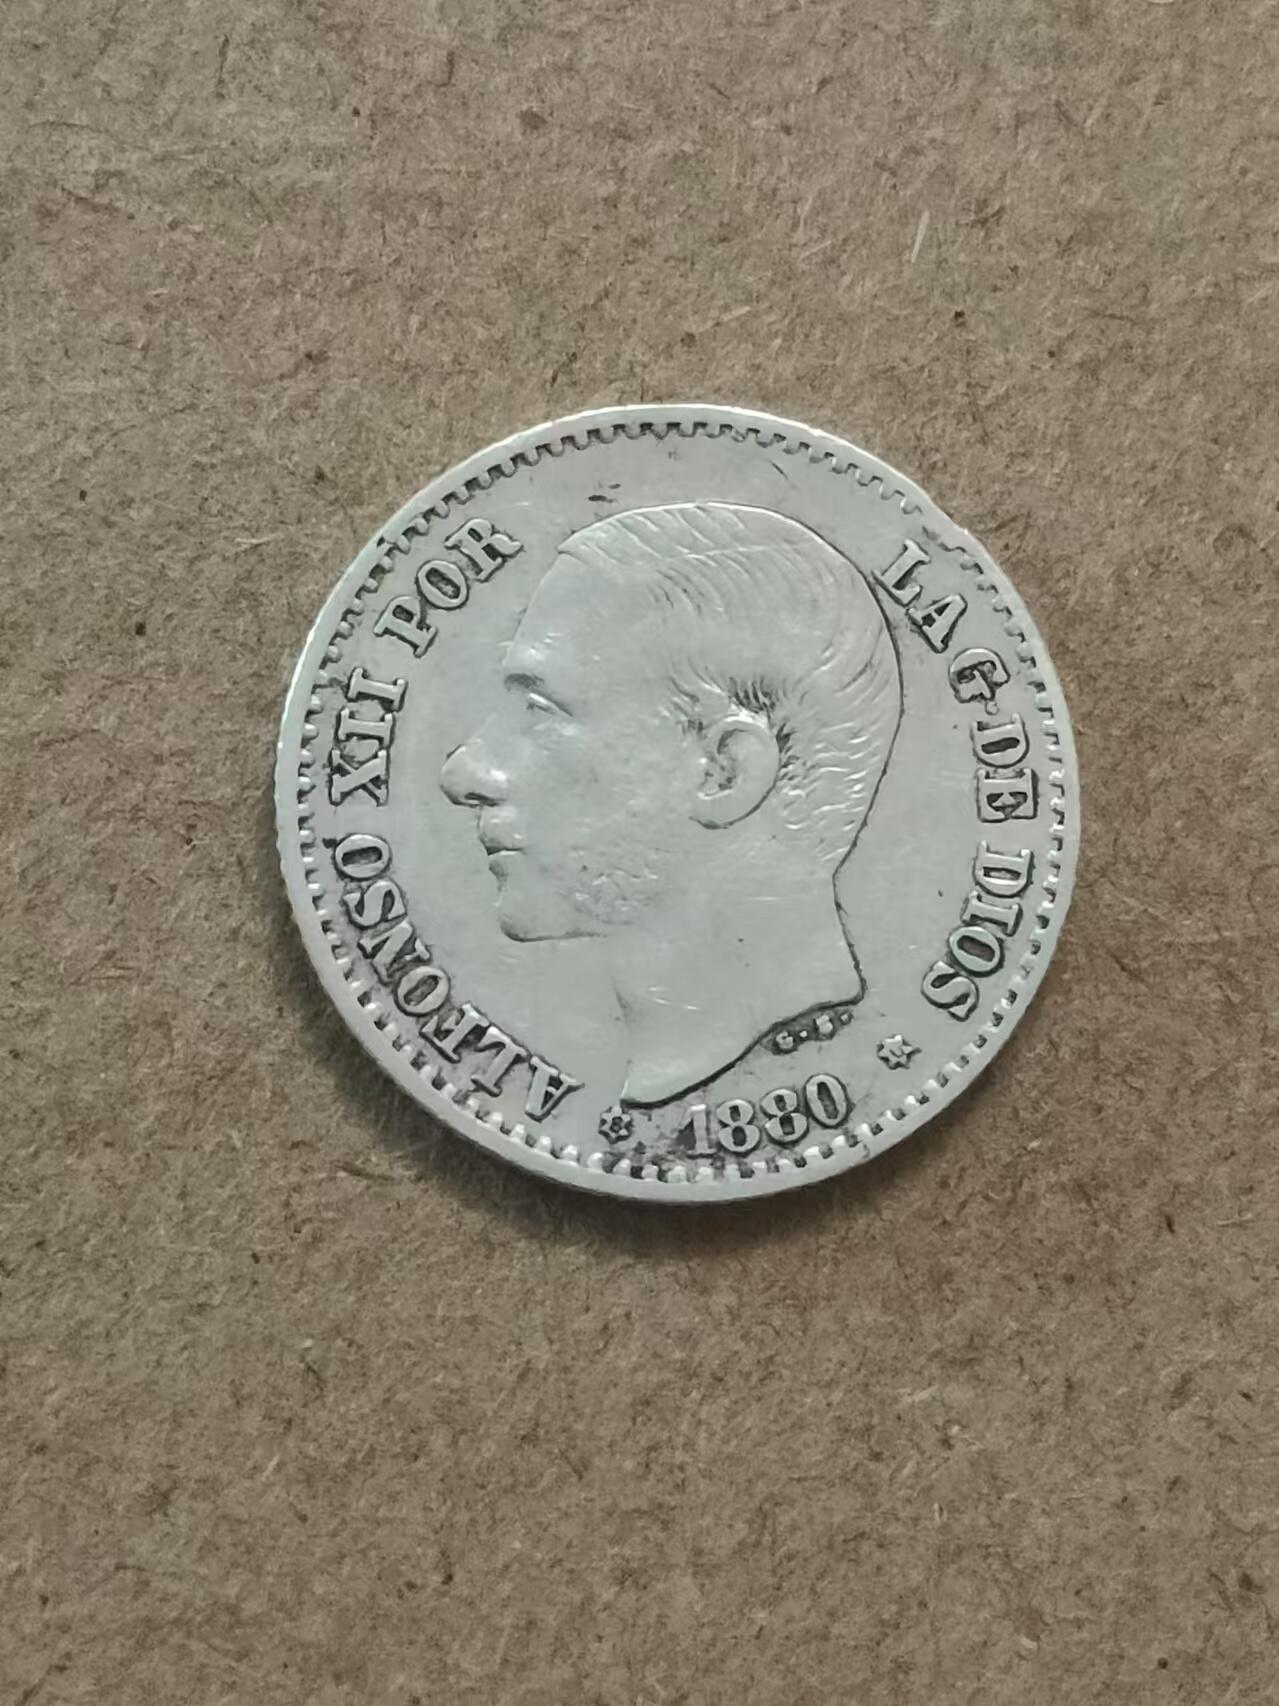 ALFONSO XII POR LA G. DE DIOS
G. S.
1880